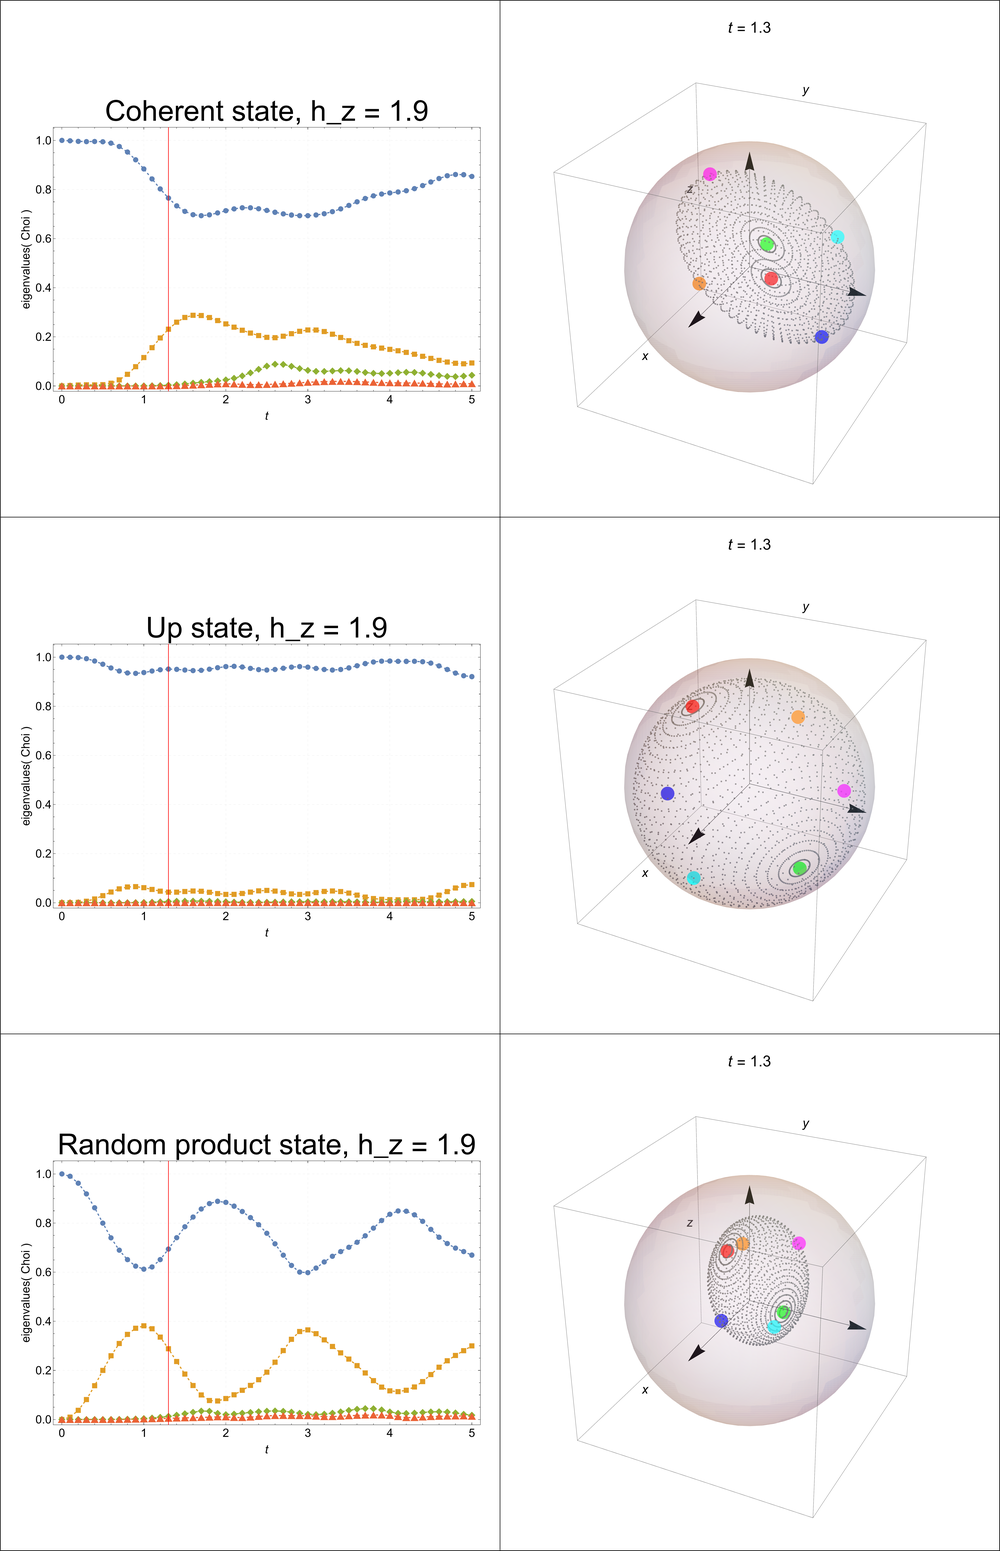 Coherent state, h_z = 1.9
1.0
0.8
0.6
0.4
0.2
0.0
eigenvalues( Choi )
0 1 2 3 4 5
t
t = 1.3
y
z
x
Up state, h_z = 1.9
1.0
0.8
0.6
0.4
0.2
0.0
eigenvalues( Choi )
0 1 2 3 4 5
t
t = 1.3
y
z
x
Random product state, h_z = 1.9
1.0
0.8
0.6
0.4
0.2
0.0
eigenvalues( Choi )
0 1 2 3 4 5
t
t = 1.3
y
z
x